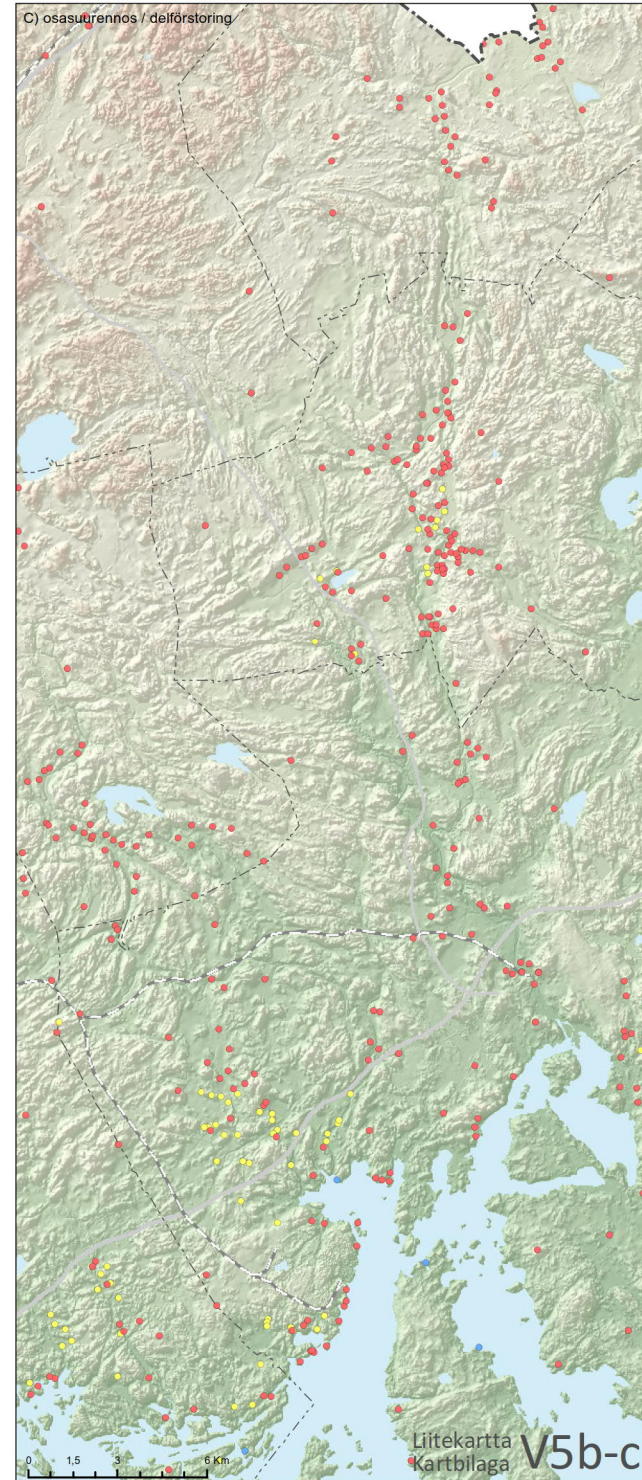 C) osasuurennos / delförstoring
Liitekartta
Kartbilaga V5b-c
0 1,5 3 6 Km